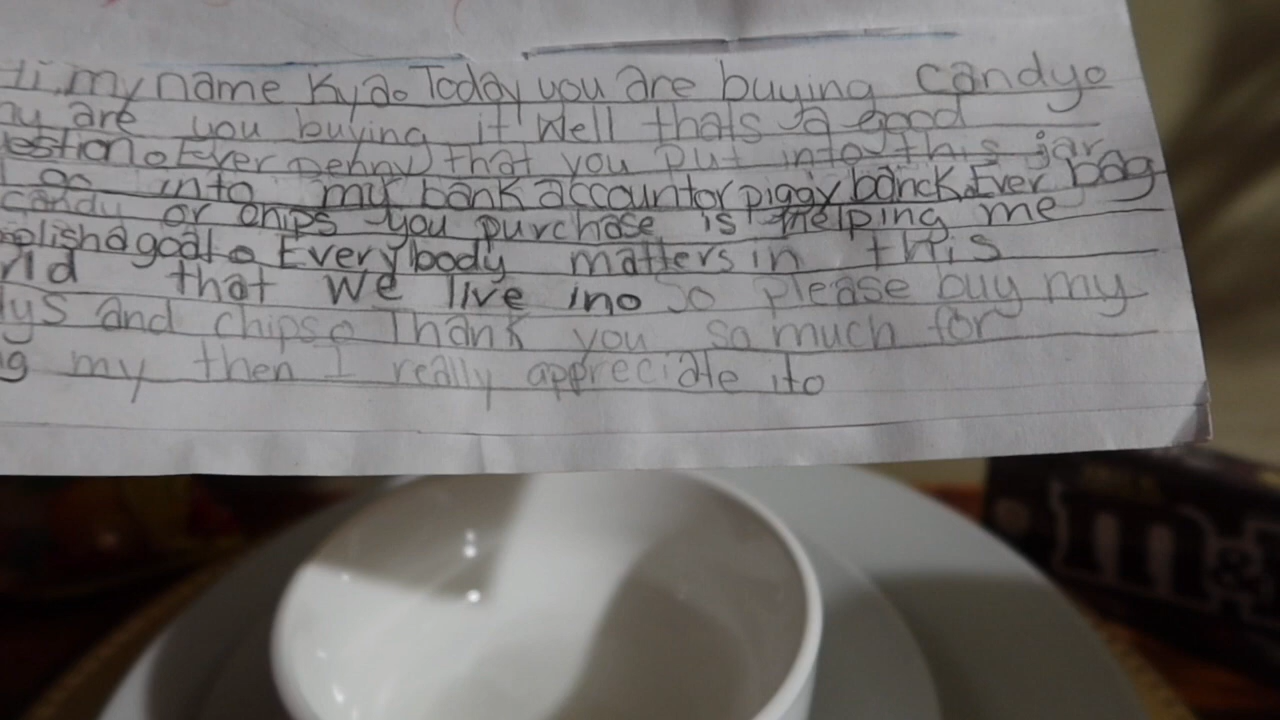 Hi my name Kya. Today you are buying candy.
are you buying it Well thats a good
estion. Ever penny that you put into this jar
go into my bank account or piggy banck. Ever bag
candy or chips you purchase is helping me
plish a goal. Everybody matters in this
rld that we live in. So please buy my
dys and chips. Thank you so much for
my then I really appreciate it.
m&